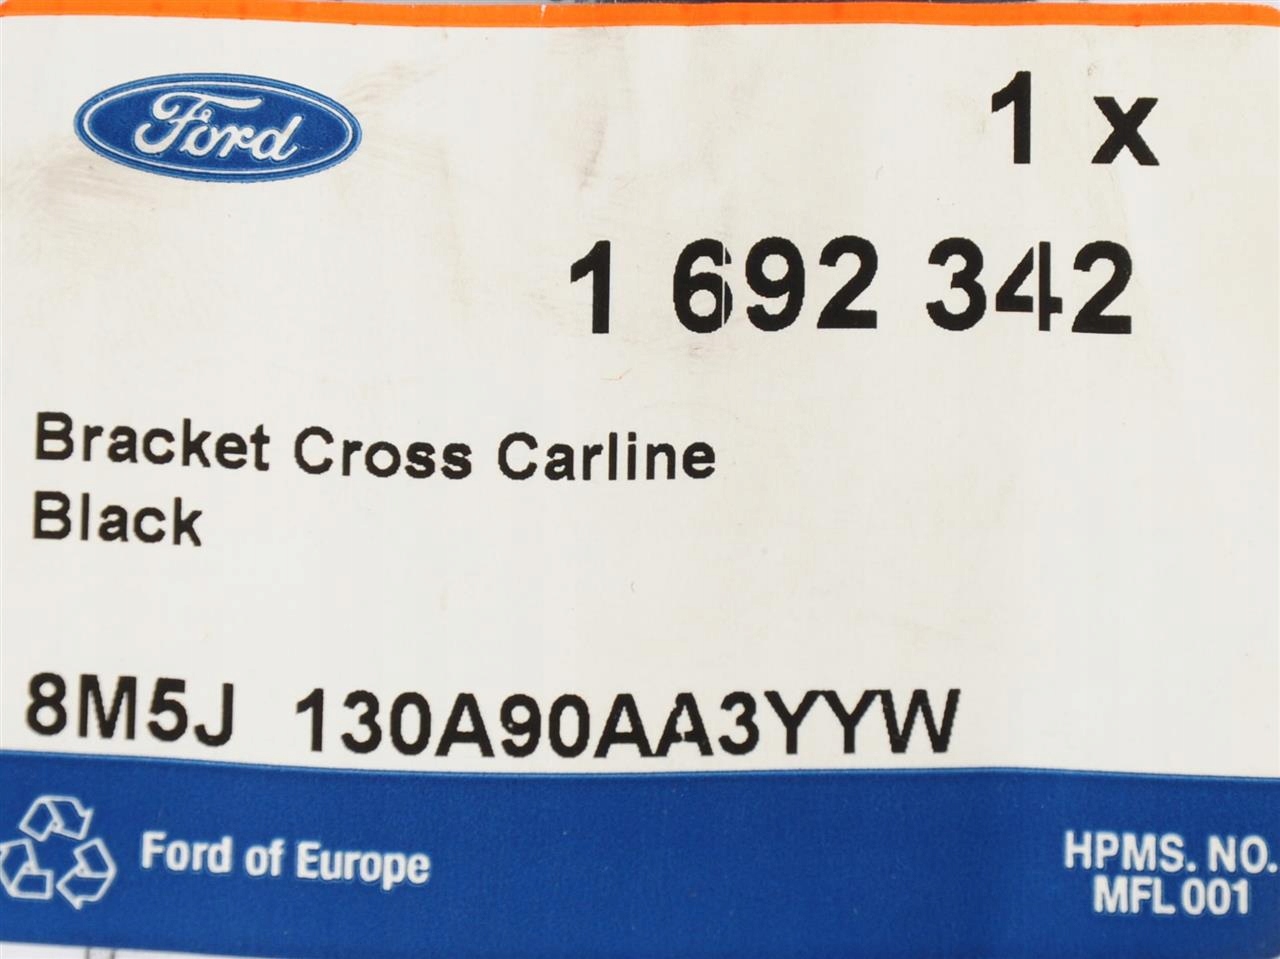 Ford
1 x
1 692 342
Bracket Cross Carline
Black
8M5J 130A90AA3YYW
Ford of Europe
HPMS. NO.
MFL 001